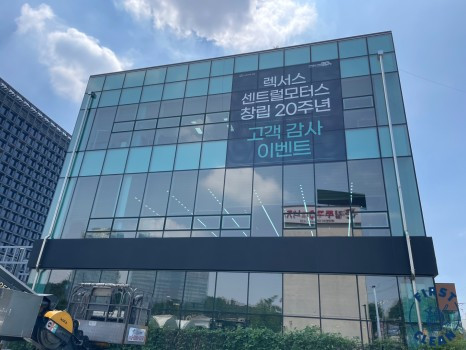 렉서스
센트럴모터스
창립 20주년
고객 감사
이벤트
FIRST